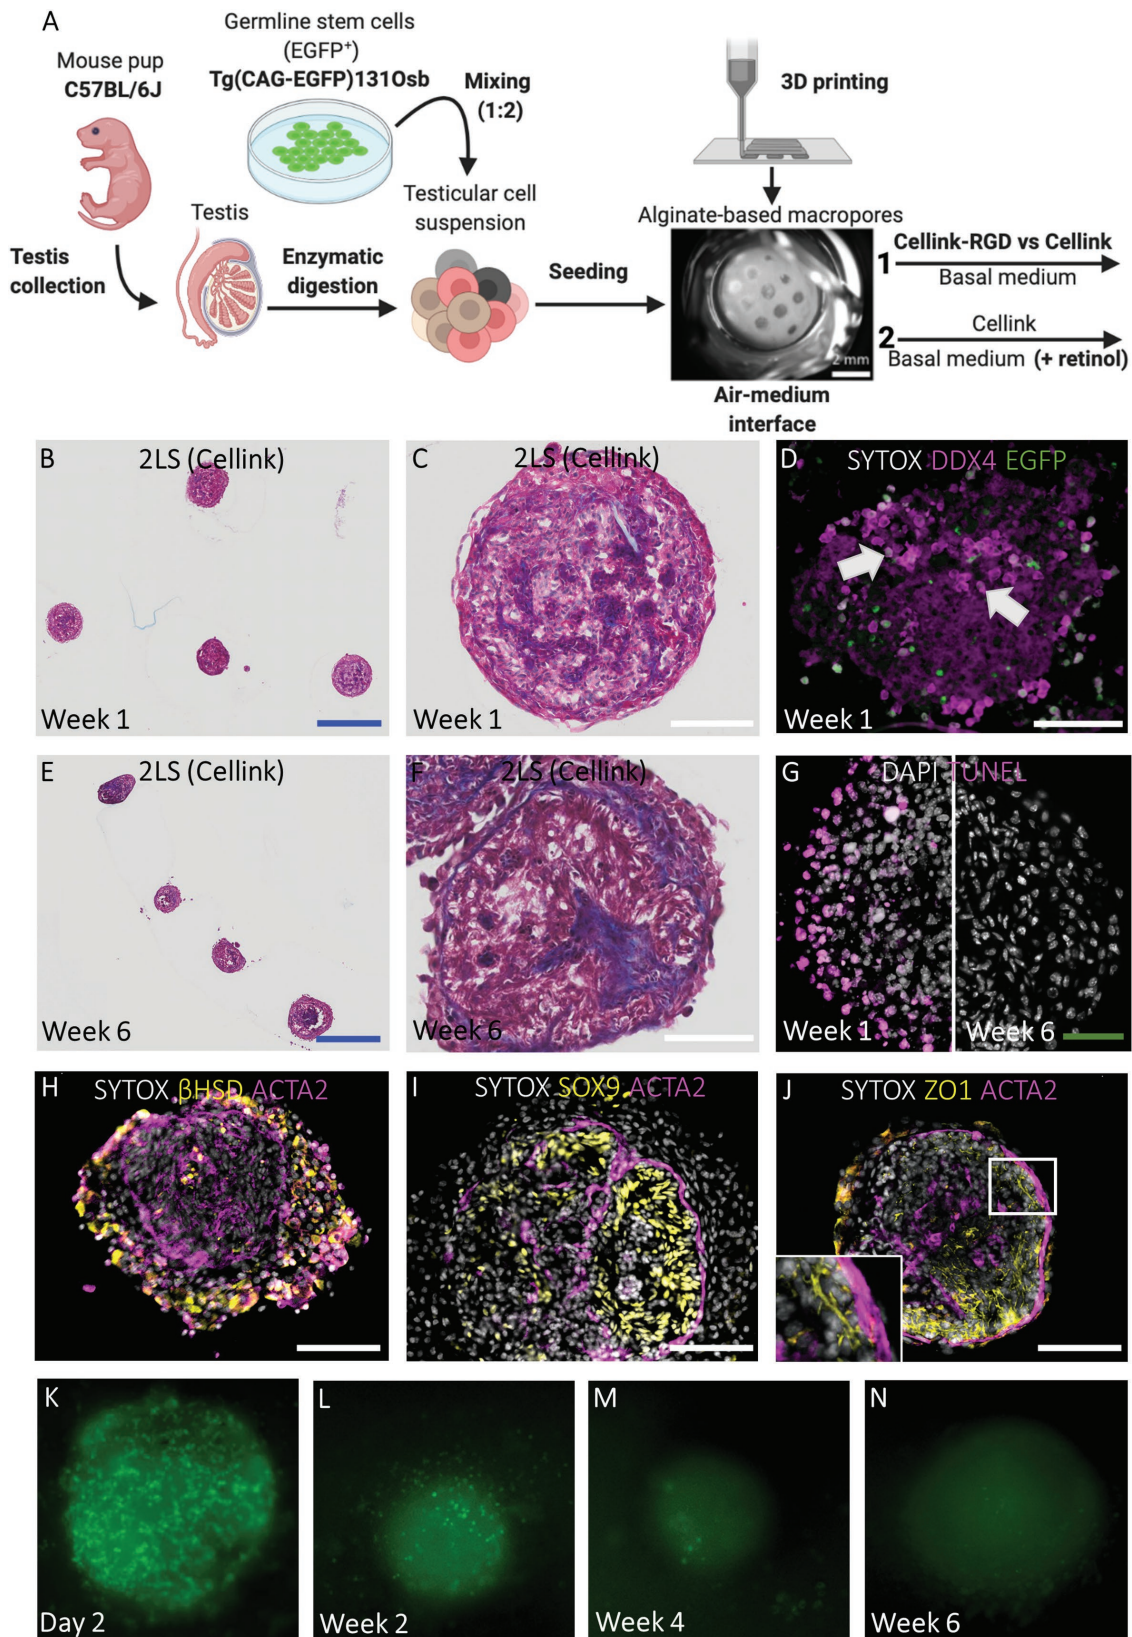 A
Mouse pup
C57BL/6J
Germline stem cells
(EGFP⁺)
Tg(CAG-EGFP)131Osb
Mixing
(1:2)
3D printing
Testis
collection
Testis
Enzymatic
digestion
Testicular cell
suspension
Seeding
Alginate-based macropores
2 mm
Air-medium
interface
1
Cellink-RGD vs Cellink
Basal medium
2
Cellink
Basal medium (+ retinol)
B
2LS (Cellink)
Week 1
C
2LS (Cellink)
Week 1
D
SYTOX DDX4 EGFP
Week 1
E
2LS (Cellink)
Week 6
F
2LS (Cellink)
Week 6
G
DAPI TUNEL
Week 1
Week 6
H
SYTOX βHSD ACTA2
I
SYTOX SOX9 ACTA2
J
SYTOX ZO1 ACTA2
K
Day 2
L
Week 2
M
Week 4
N
Week 6